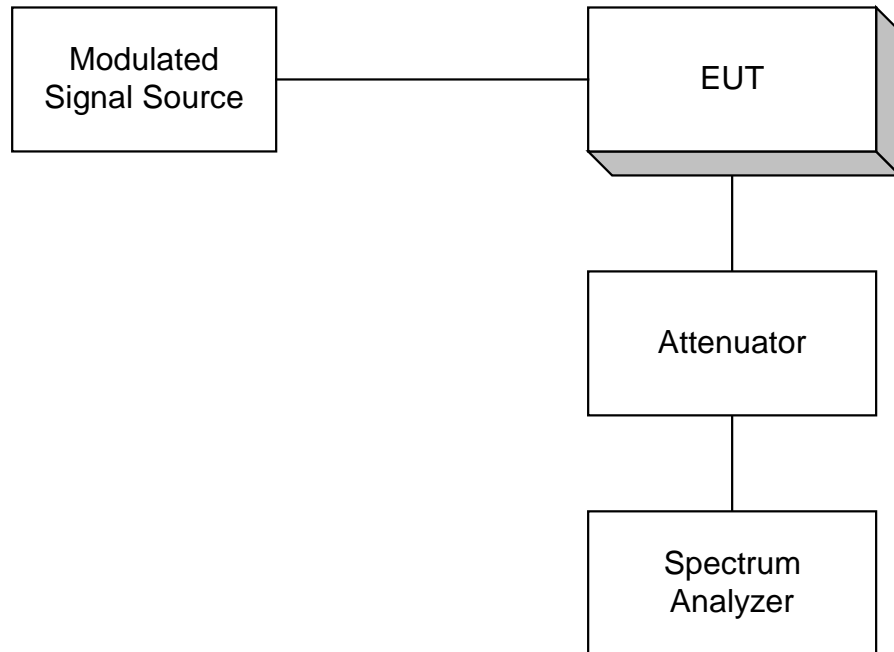 Modulated
Signal Source
EUT
Attenuator
Spectrum
Analyzer